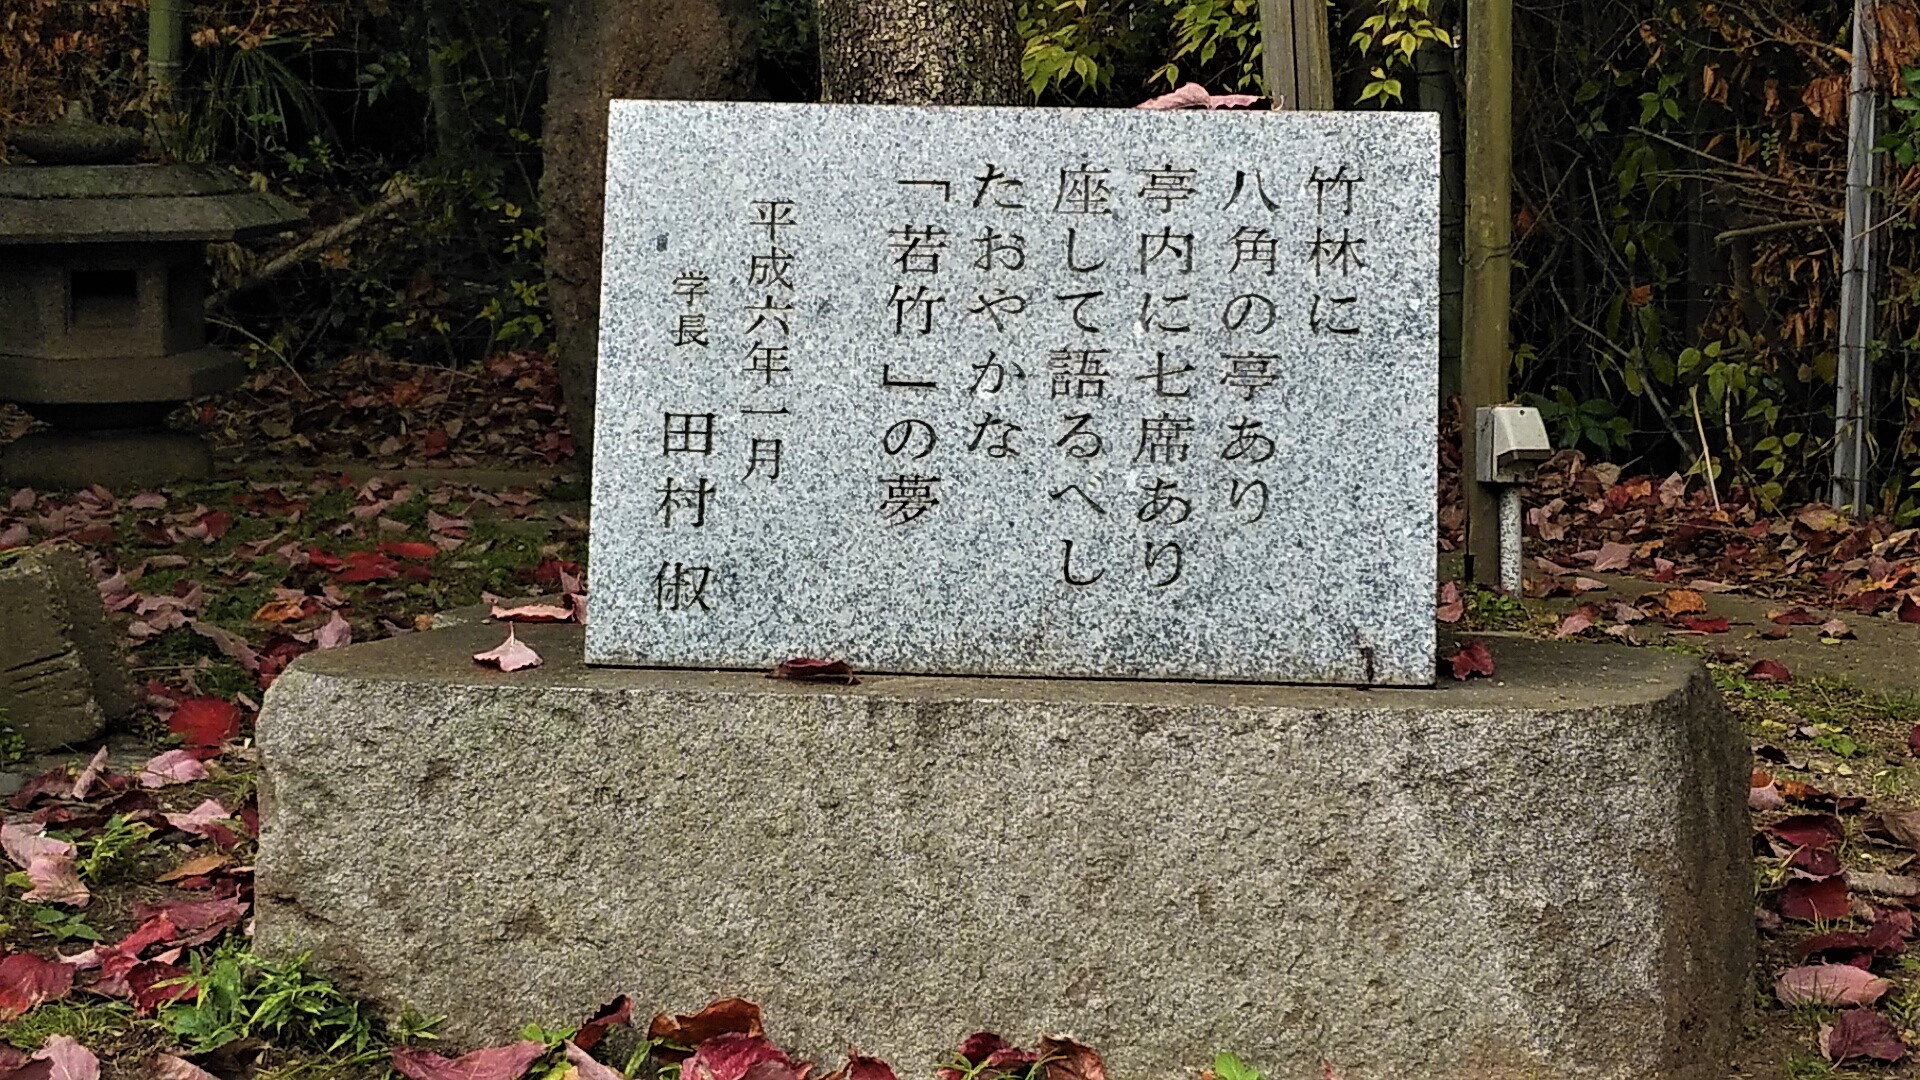 竹林に
八角の亭あり
亭内に七席あり
座して語るべし
たおやかな
「若竹」の夢
平成六年一月
学長 田村俶